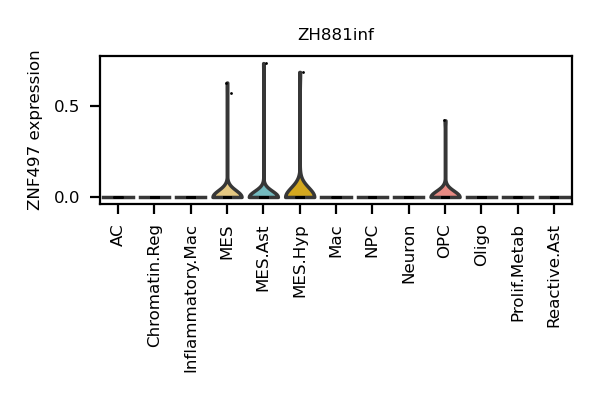 ZH881inf
ZNF497 expression
0.5
0.0
AC
Chromatin.Reg
Inflammatory.Mac
MES
MES.Ast
MES.Hyp
Mac
NPC
Neuron
OPC
Oligo
Prolif.Metab
Reactive.Ast